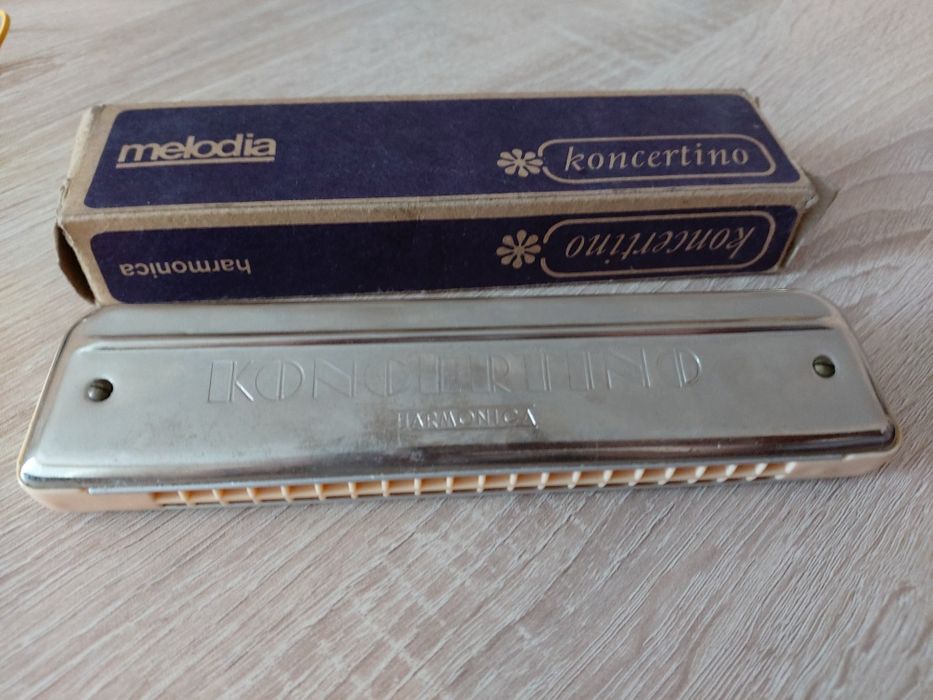 melodia
koncertino
harmonica
koncertino
KONCERTINO
HARMONICA